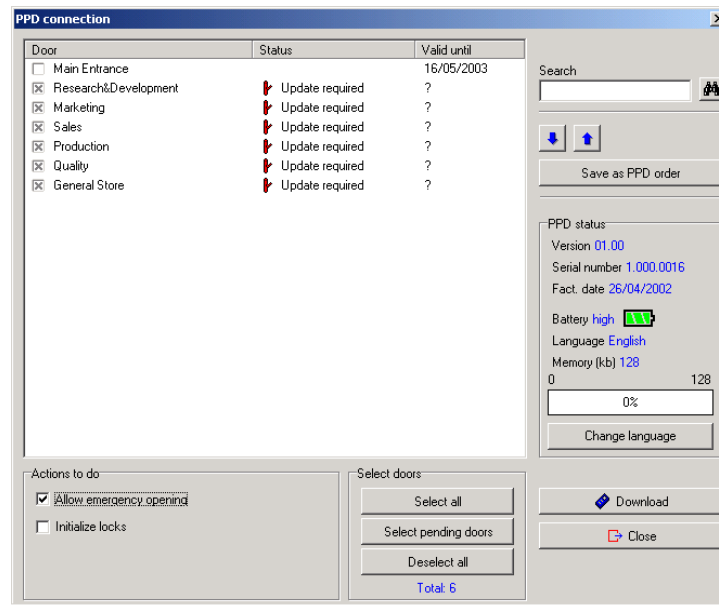 PPD connection
Door Status Valid until
Main Entrance 16/05/2003
Research&Development Update required ?
Marketing Update required ?
Sales Update required ?
Production Update required ?
Quality Update required ?
General Store Update required ?
Search
Save as PPD order
PPD status
Version 01.00
Serial number 1.000.0016
Fact. date 26/04/2002
Battery high
Language English
Memory (kb) 128
0 128
0%
Change language
Actions to do
Allow emergency opening
Initialize locks
Select doors
Select all
Select pending doors
Deselect all
Total: 6
Download
Close